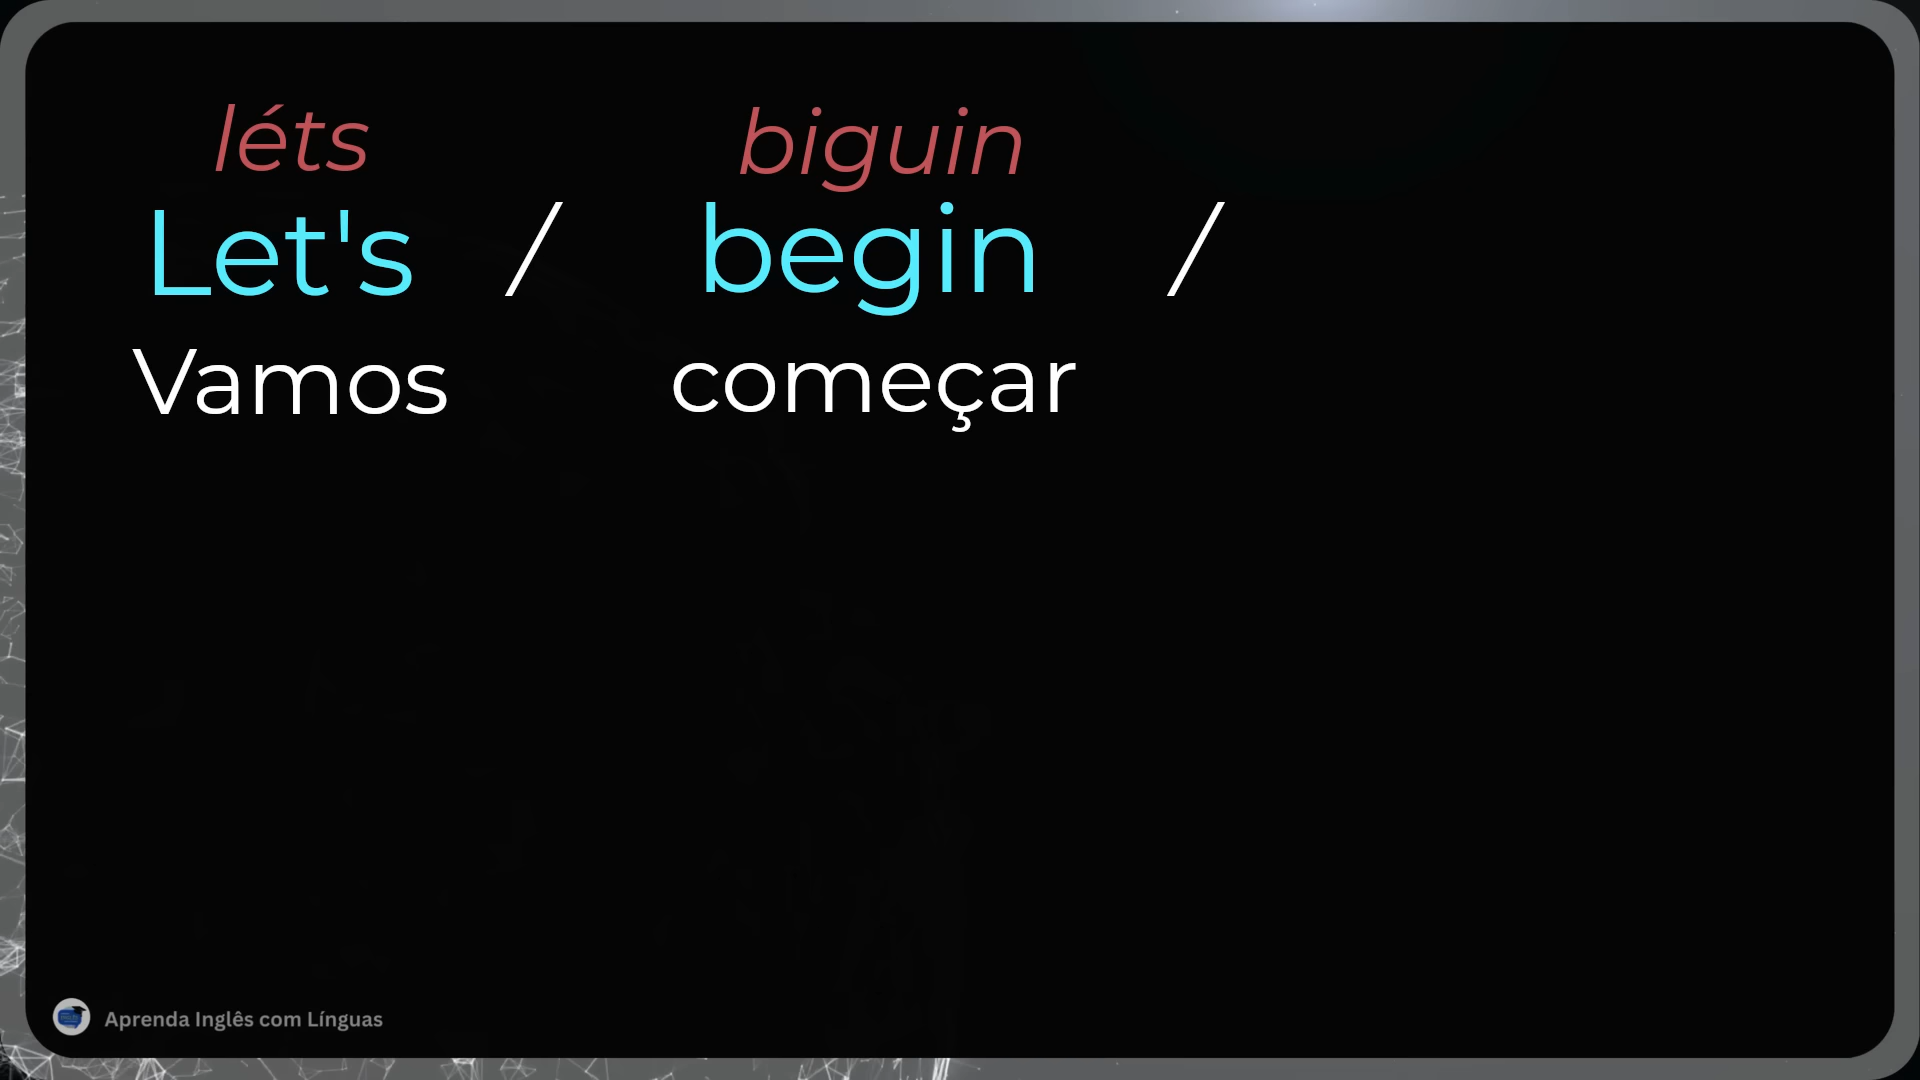 léts biguin
Let's / begin /
Vamos começar
Aprenda Inglês com Línguas